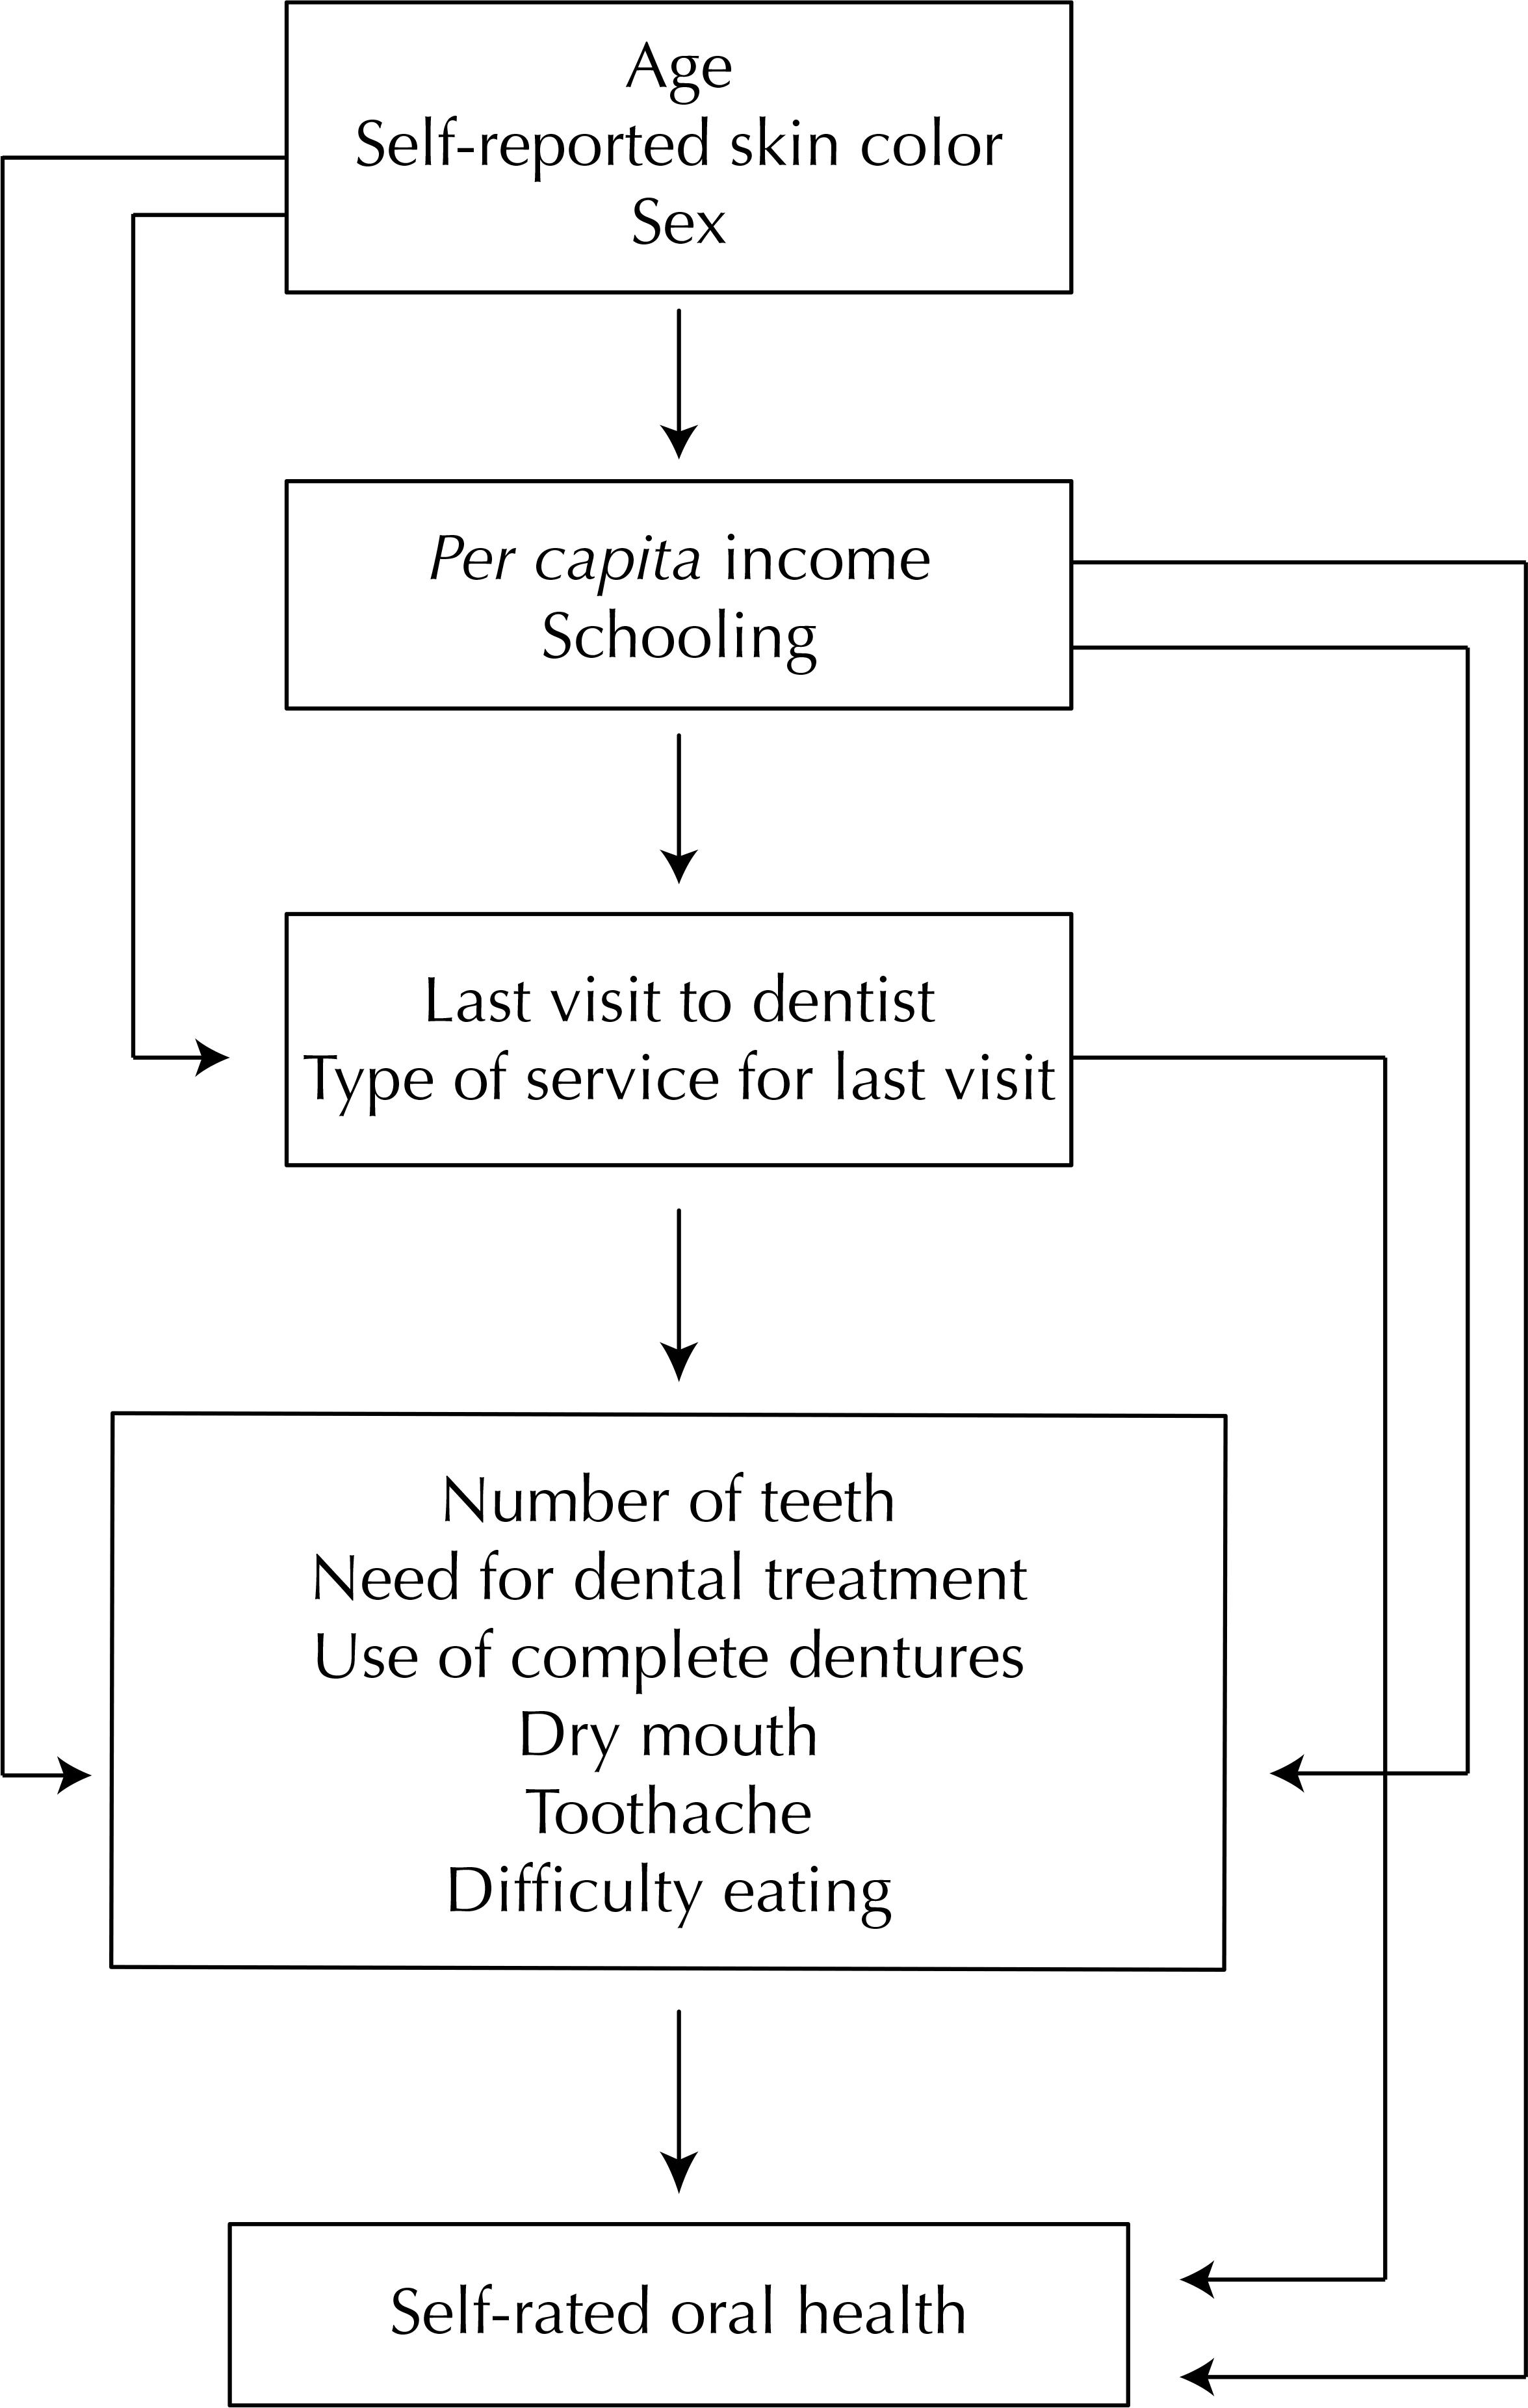 Age
Self-reported skin color
Sex
Per capita income
Schooling
Last visit to dentist
Type of service for last visit
Number of teeth
Need for dental treatment
Use of complete dentures
Dry mouth
Toothache
Difficulty eating
Self-rated oral health